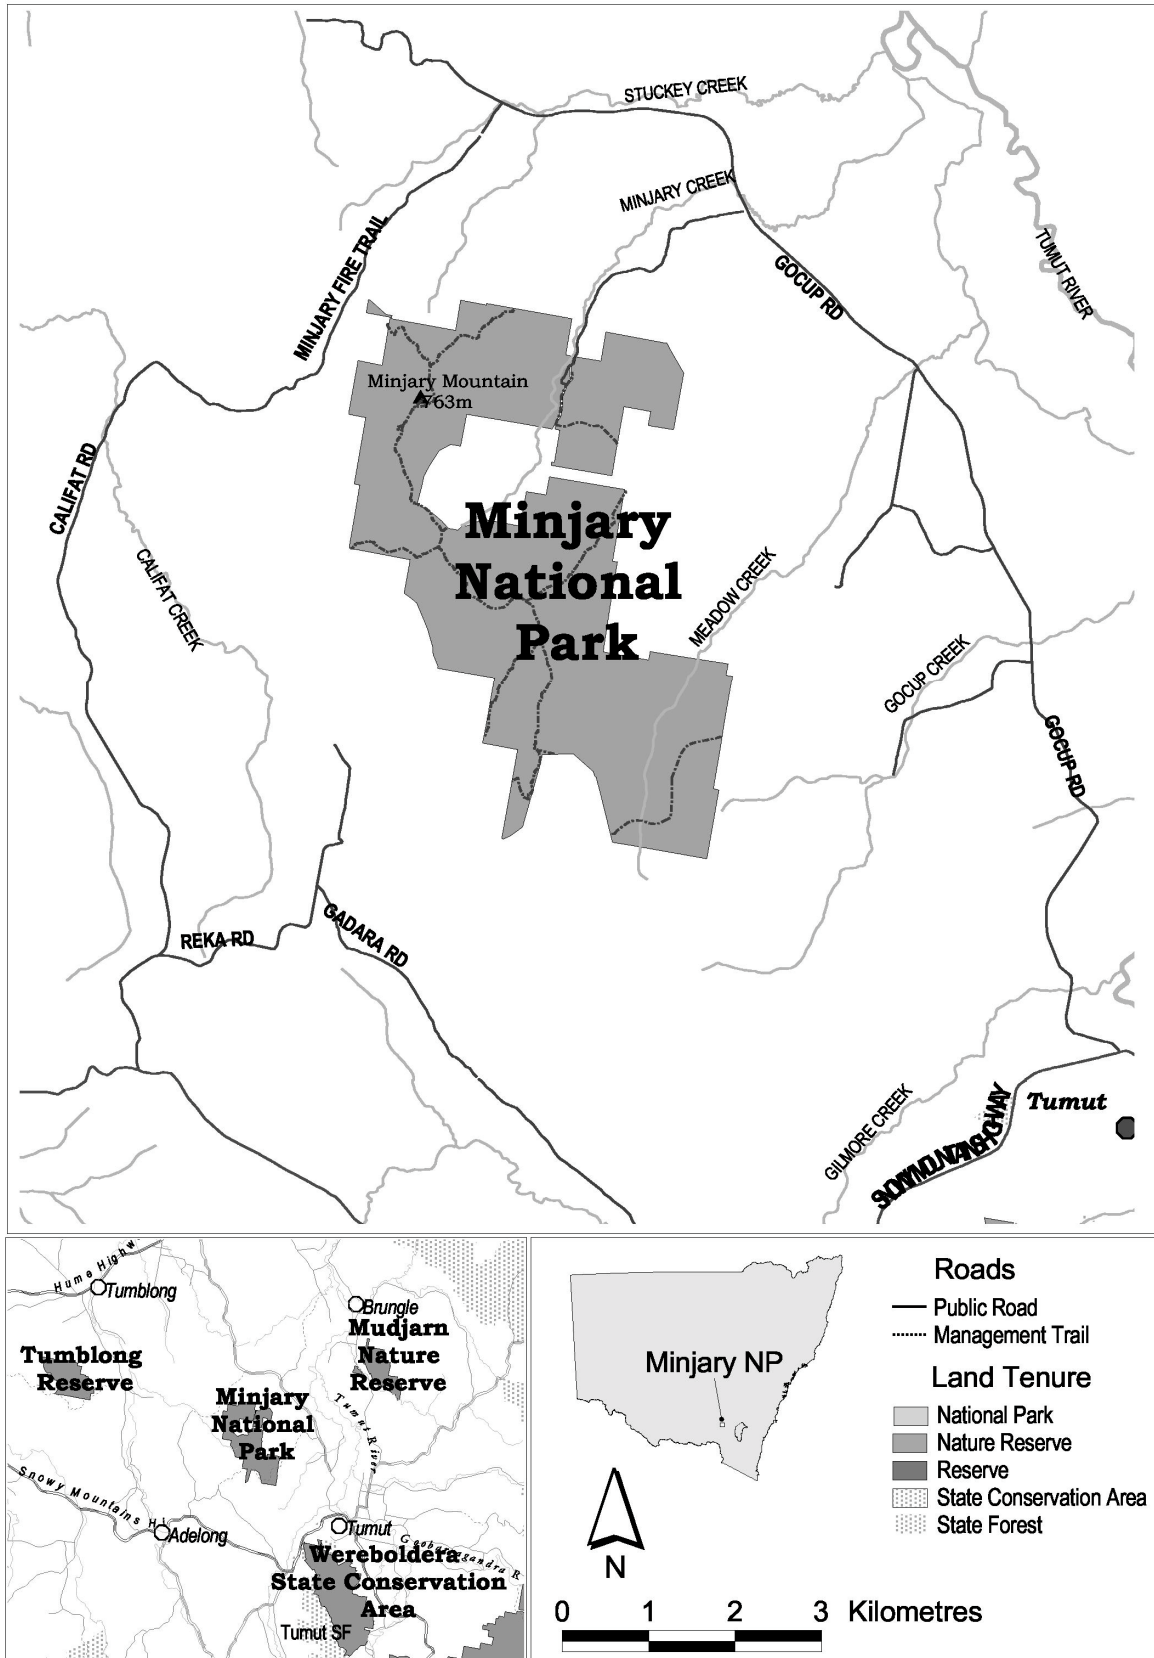 STUCKEY CREEK
MINJARY CREEK
TUMUT RIVER
GOCUP RD
MINJARY FIRE TRAIL
Minjary Mountain
763m
CALIFAT RD
CALIFAT CREEK
Minjary
National
Park
MEADOW CREEK
GOCUP CREEK
GOCUP RD
REKA RD
GADARA RD
GILMORE CREEK
SNOWY MOUNTAINS HIGHWAY
Tumut
Hume Highw
Tumblong
Brungle
Mudjarn
Nature
Reserve
Tumblong
Reserve
Minjary
National
Park
Tumut River
Snowy Mountains H
Adelong
Tumut
Wereboldera
State Conservation
Area
Tumut SF
Minjary NP
N
Roads
Public Road
Management Trail
Land Tenure
National Park
Nature Reserve
Reserve
State Conservation Area
State Forest
0 1 2 3 Kilometres